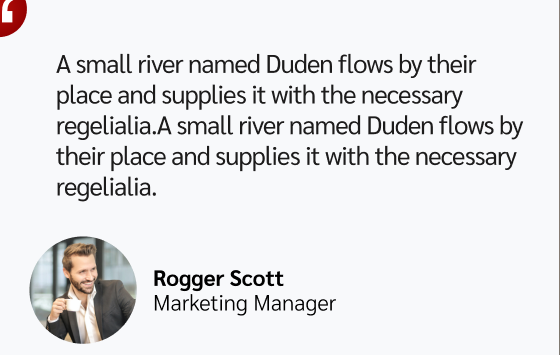 A small river named Duden flows by their
place and supplies it with the necessary
regelialia.A small river named Duden flows by
their place and supplies it with the necessary
regelialia.
Rogger Scott
Marketing Manager